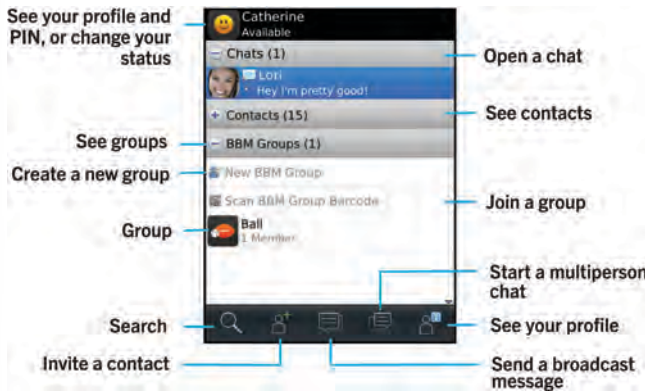 See your profile and
PIN, or change your
status
Catherine
Available
Chats (1)
Open a chat
Lori
Hey I'm pretty good!
Contacts (15)
See contacts
See groups
BBM Groups (1)
Create a new group
New BBM Group
Scan BBM Group Barcode
Join a group
Group
Ball
1 Member
Start a multiperson
chat
Search
See your profile
Invite a contact
Send a broadcast
message